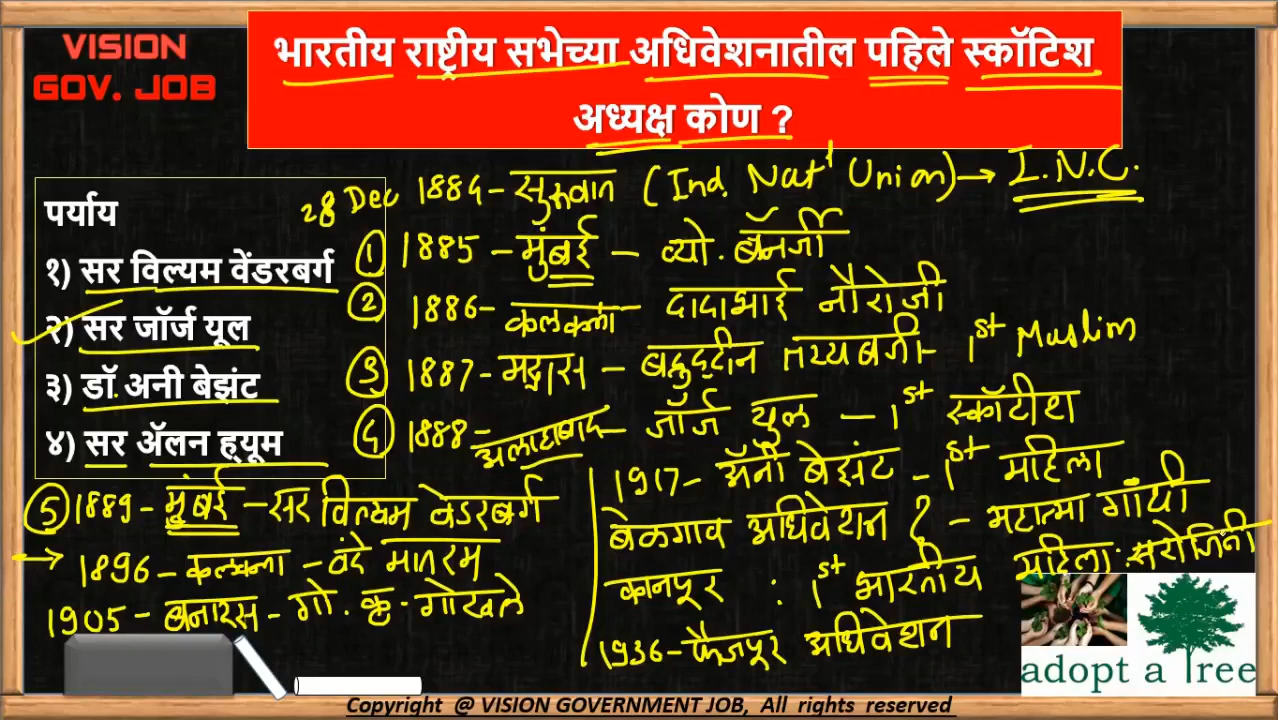 VISION
GOV. JOB
भारतीय राष्ट्रीय सभेच्या अधिवेशनातील पहिले स्कॉटिश
अध्यक्ष कोण ?
पर्याय
१) सर विल्यम वेंडरबर्ग
२) सर जॉर्ज यूल
३) डॉ. अनी बेझंट
४) सर ॲलन ह्यूम
28 Dec 1884 - सुरुवात (Ind. Nat'l Union) → I.N.C.
① 1885 - मुंबई - व्यो. बॅनर्जी
② 1886 - कलकत्ता - दादाभाई नौरोजी
③ 1887 - मद्रास - बद्रुद्दीन तय्यबजी - 1st Muslim
④ 1888 - अलाहाबाद - जॉर्ज युल - 1st स्कॉटीश
⑤ 1889 - मुंबई - सर विल्यम वेडरबर्ग
→ 1896 - कलकत्ता - वंदे मातरम
1905 - बनारस - गो. कृ. गोखले
1917 - ॲनी बेझंट - 1st महिला
बेळगाव अधिवेशन ? - महात्मा गांधी
कानपूर : 1st भारतीय महिला : सरोजिनी
1936 - फैजपूर अधिवेशन
adopt a Tree
Copyright @ VISION GOVERNMENT JOB, All rights reserved